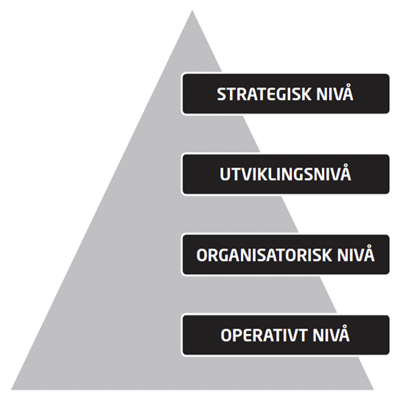 STRATEGISK NIVÅ
UTVIKLINGSNIVÅ
ORGANISATORISK NIVÅ
OPERATIVT NIVÅ